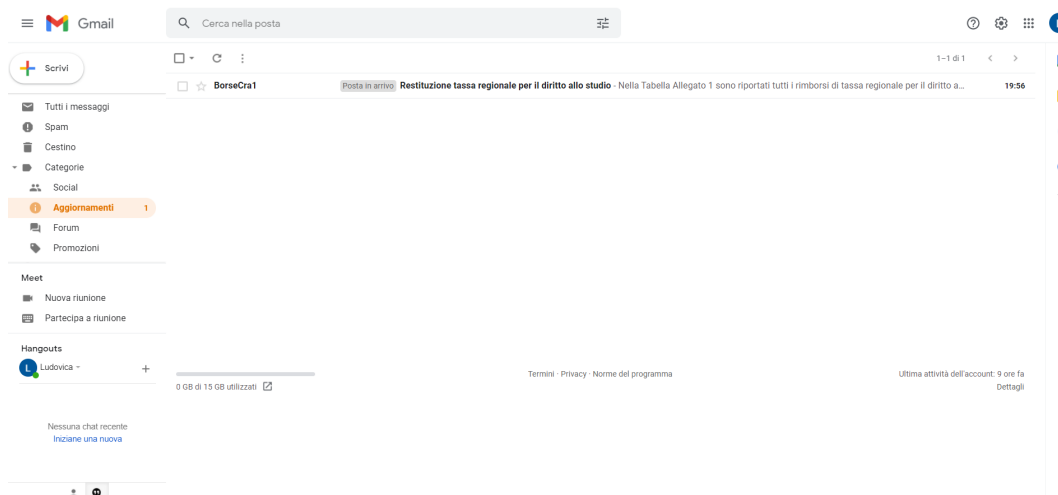 Gmail
Cerca nella posta
Scrivi
1–1 di 1
BorseCra1 Posta in arrivo Restituzione tassa regionale per il diritto allo studio - Nella Tabella Allegato 1 sono riportati tutti i rimborsi di tassa regionale per il diritto a... 19:56
Tutti i messaggi
Spam
Cestino
Categorie
Social
Aggiornamenti 1
Forum
Promozioni
Meet
Nuova riunione
Partecipa a riunione
Hangouts
L Ludovica
0 GB di 15 GB utilizzati
Termini · Privacy · Norme del programma
Ultima attività dell'account: 9 ore fa
Dettagli
Nessuna chat recente
Iniziane una nuova